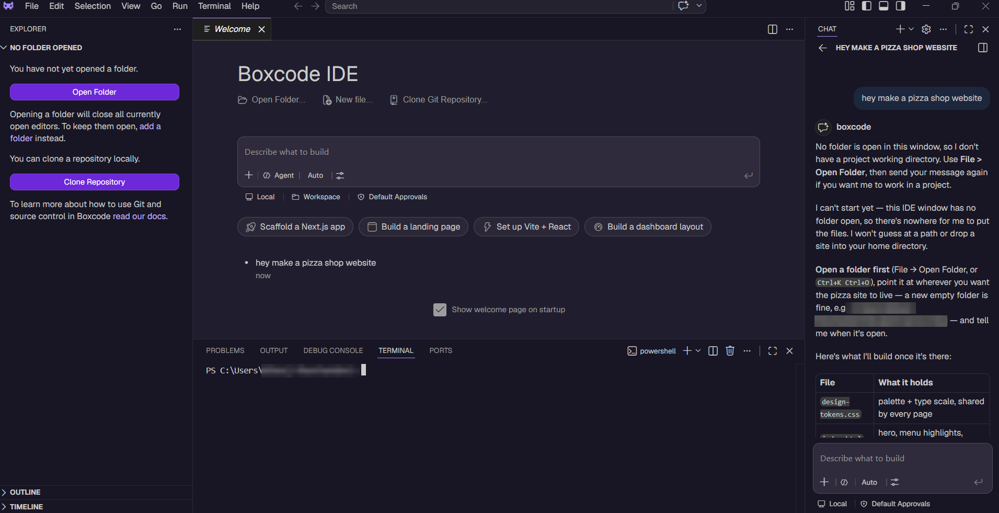 File Edit Selection View Go Run Terminal Help
Search
EXPLORER
NO FOLDER OPENED
You have not yet opened a folder.
Open Folder
Opening a folder will close all currently
open editors. To keep them open, add a
folder instead.
You can clone a repository locally.
Clone Repository
To learn more about how to use Git and
source control in Boxcode read our docs.
OUTLINE
TIMELINE
Welcome
Boxcode IDE
Open Folder... New file... Clone Git Repository...
Describe what to build
Agent Auto
Local Workspace Default Approvals
Scaffold a Next.js app Build a landing page Set up Vite + React Build a dashboard layout
• hey make a pizza shop website
now
Show welcome page on startup
PROBLEMS OUTPUT DEBUG CONSOLE TERMINAL PORTS
powershell
PS C:\Users\
CHAT
HEY MAKE A PIZZA SHOP WEBSITE
hey make a pizza shop website
boxcode
No folder is open in this window, so I don't
have a project working directory. Use File >
Open Folder, then send your message again
if you want me to work in a project.
I can't start yet — this IDE window has no
folder open, so there's nowhere for me to put
the files. I won't guess at a path or drop a
site into your home directory.
Open a folder first (File → Open Folder, or
Ctrl+K Ctrl+O), point it at wherever you want
the pizza site to live — a new empty folder is
fine, e.g
— and tell
me when it's open.
Here's what I'll build once it's there:
File What it holds
design- palette + type scale, shared
tokens.css by every page
hero, menu highlights,
Describe what to build
Auto
Local Default Approvals